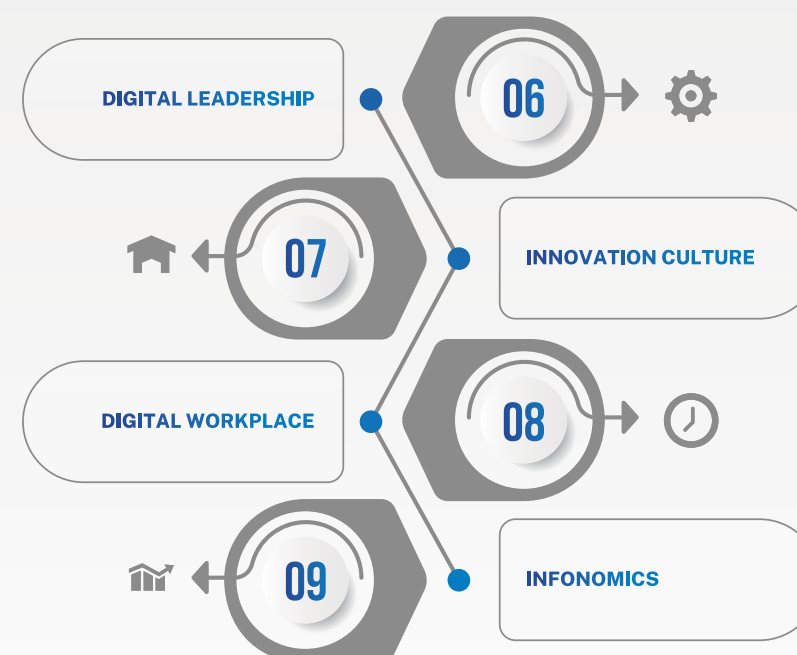 DIGITAL LEADERSHIP
06
07
INNOVATION CULTURE
DIGITAL WORKPLACE
08
09
INFONOMICS